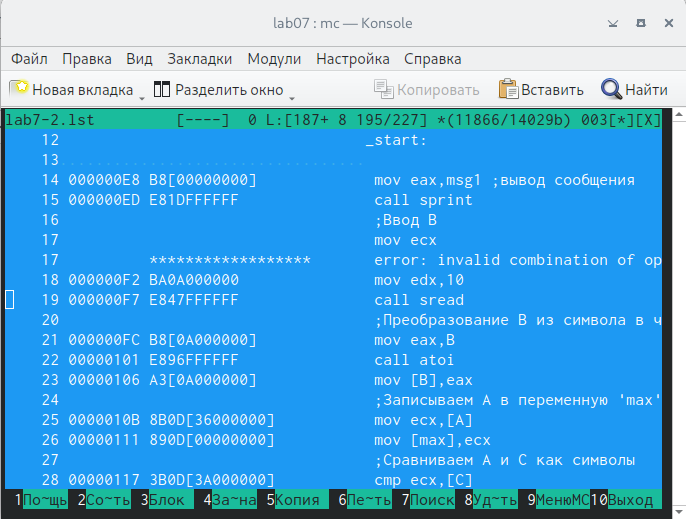 lab07 : mc — Konsole
Файл Правка Вид Закладки Модули Настройка Справка
Новая вкладка Разделить окно Копировать Вставить Найти
lab7-2.lst [----] 0 L:[187+ 8 195/227] *(11866/14029b) 003[*][X]
12 _start:
13 ..................................
14 000000E8 B8[00000000] mov eax,msg1 ;вывод сообщения
15 000000ED E81DFFFFFF call sprint
16 ;Ввод B
17 mov ecx
17 ****************** error: invalid combination of op
18 000000F2 BA0A000000 mov edx,10
19 000000F7 E847FFFFFF call sread
20 ;Преобразование B из символа в ч
21 000000FC B8[0A000000] mov eax,B
22 00000101 E896FFFFFF call atoi
23 00000106 A3[0A000000] mov [B],eax
24 ;Записываем A в переменную 'max'
25 0000010B 8B0D[36000000] mov ecx,[A]
26 00000111 890D[00000000] mov [max],ecx
27 ;Сравниваем A и С как символы
28 00000117 3B0D[3A000000] cmp ecx,[C]
1По~щь 2Со~ть 3Блок 4За~на 5Копия 6Пе~ть 7Поиск 8Уд~ть 9МенюMC 10Выход